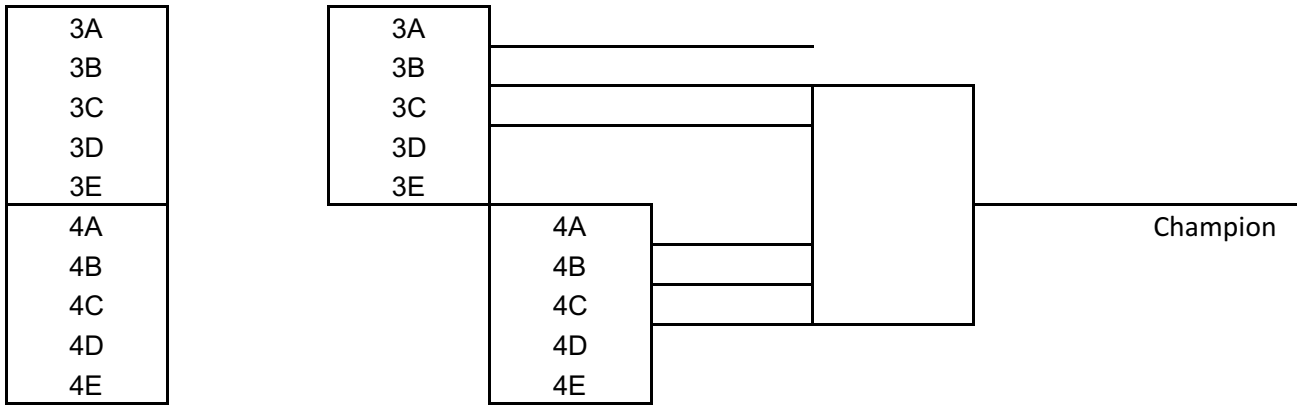 3A 3A
3B 3B
3C 3C
3D 3D
3E 3E
4A 4A Champion
4B 4B
4C 4C
4D 4D
4E 4E